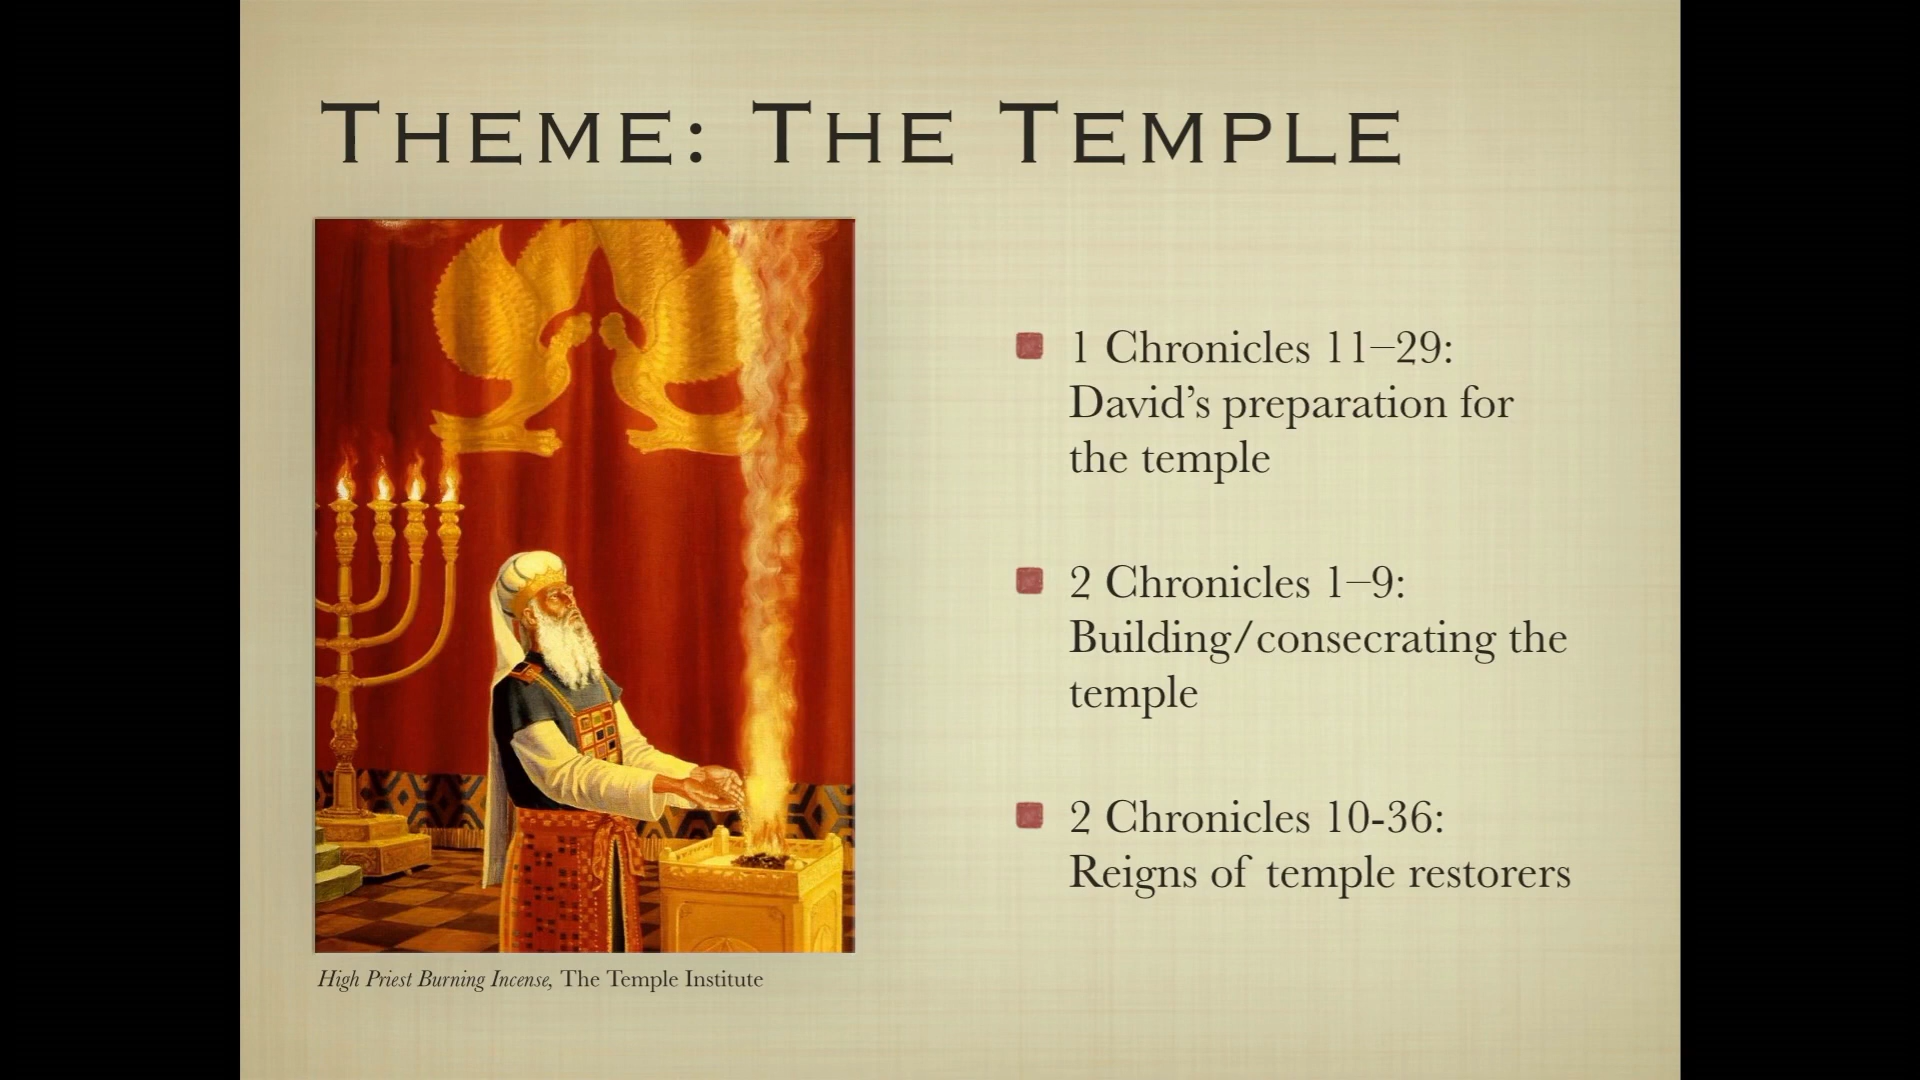 THEME: THE TEMPLE
1 Chronicles 11–29:
David’s preparation for
the temple
2 Chronicles 1–9:
Building/consecrating the
temple
2 Chronicles 10-36:
Reigns of temple restorers
High Priest Burning Incense, The Temple Institute